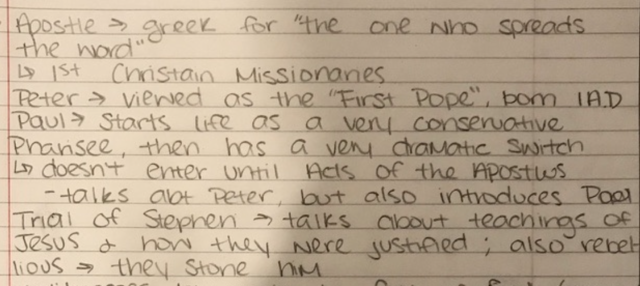 Apostle → greek for "the one who spreads
the word"
↳ 1st Christain Missionaries
Peter → viewed as the "First Pope", born 1A.D
Paul → Starts life as a very conservative
Pharisee, then has a very dramatic switch
↳ doesn't enter until Acts of the Apostles
- talks abt Peter, but also introduces Paul
Trial of Stephen → talks about teachings of
Jesus & how they were justified ; also rebel
lious → they stone him